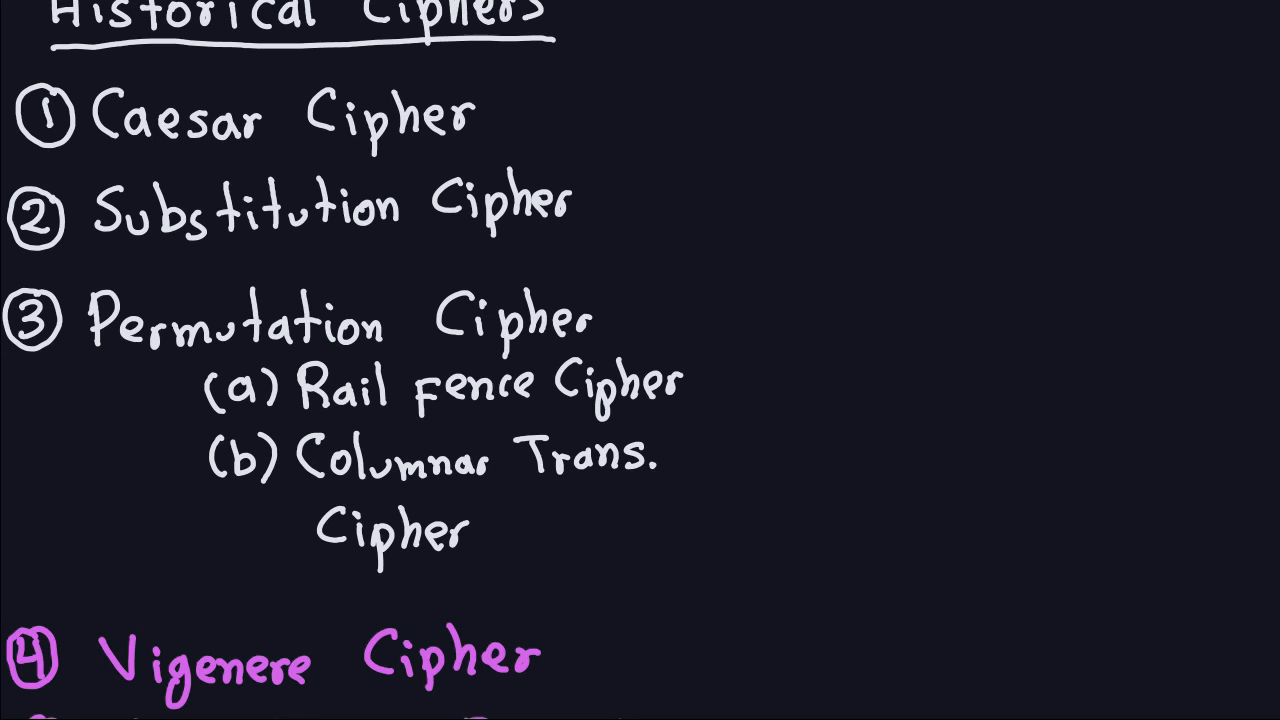 Historical Ciphers
① Caesar Cipher
② Substitution Cipher
③ Permutation Cipher
(a) Rail Fence Cipher
(b) Columnar Trans.
Cipher
④ Vigenere Cipher